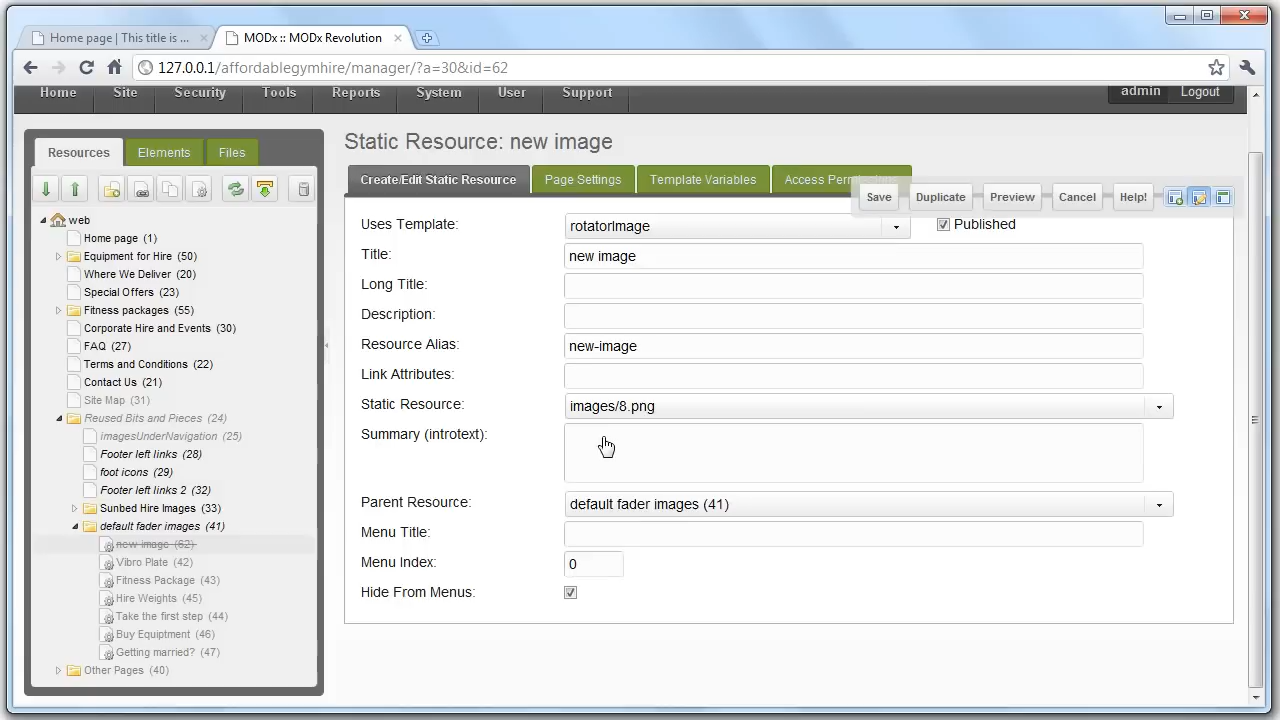 Home page | This title is ...
MODx :: MODx Revolution
127.0.0.1/affordablegymhire/manager/?a=30&id=62
Home Site Security Tools Reports System User Support admin Logout
Resources Elements Files
web
Home page (1)
Equipment for Hire (50)
Where We Deliver (20)
Special Offers (23)
Fitness packages (55)
Corporate Hire and Events (30)
FAQ (27)
Terms and Conditions (22)
Contact Us (21)
Site Map (31)
Reused Bits and Pieces (24)
imagesUnderNavigation (25)
Footer left links (28)
foot icons (29)
Footer left links 2 (32)
Sunbed Hire Images (33)
default fader images (41)
new image (62)
Vibro Plate (42)
Fitness Package (43)
Hire Weights (45)
Take the first step (44)
Buy Equiptment (46)
Getting married? (47)
Other Pages (40)
Static Resource: new image
Create/Edit Static Resource Page Settings Template Variables Access Permissions
Save Duplicate Preview Cancel Help!
Uses Template: rotatorImage Published
Title: new image
Long Title:
Description:
Resource Alias: new-image
Link Attributes:
Static Resource: images/8.png
Summary (introtext):
Parent Resource: default fader images (41)
Menu Title:
Menu Index: 0
Hide From Menus: